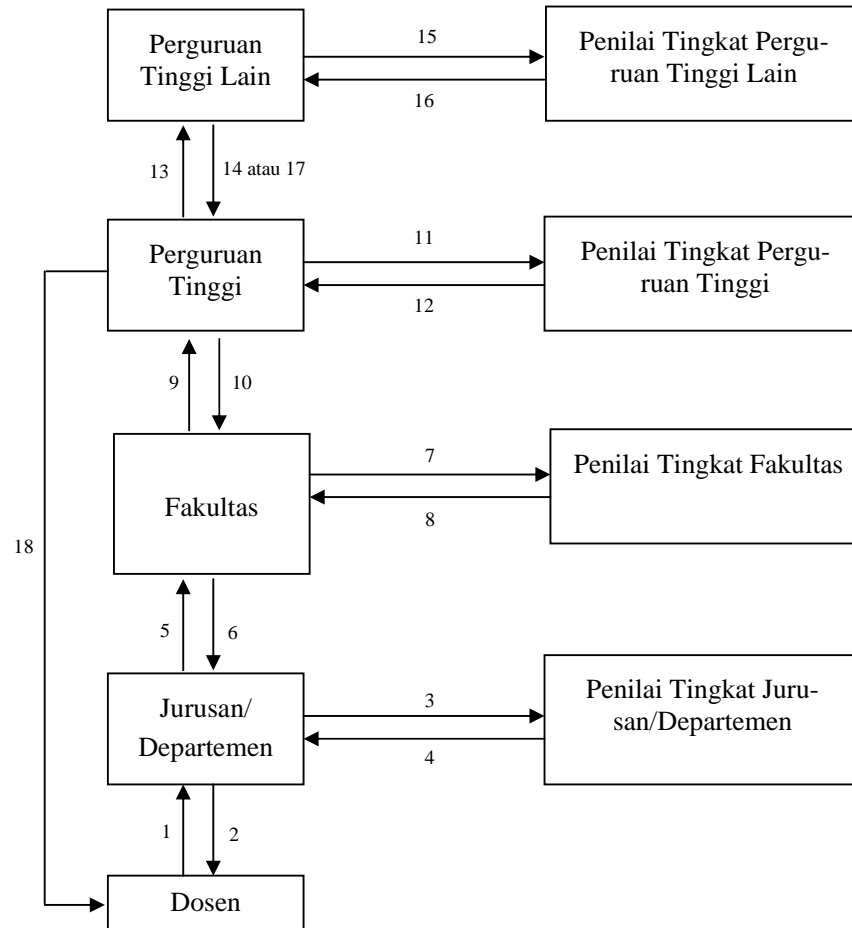 Perguruan
Tinggi Lain
15
16
Penilai Tingkat Pergu-
ruan Tinggi Lain
13
14 atau 17
Perguruan
Tinggi
11
12
Penilai Tingkat Pergu-
ruan Tinggi
9
10
Fakultas
7
8
Penilai Tingkat Fakultas
18
5
6
Jurusan/
Departemen
3
4
Penilai Tingkat Juru-
san/Departemen
1
2
Dosen